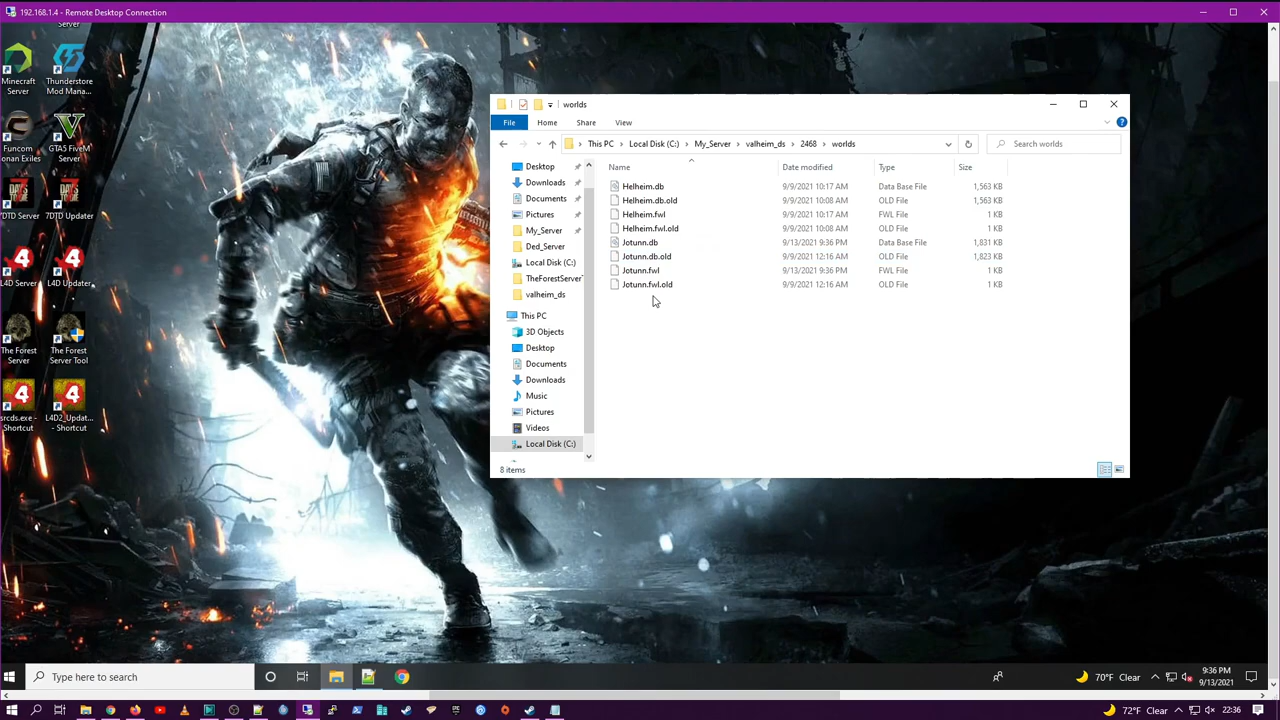 192.168.1.4 - Remote Desktop Connection
Server
Minecraft Server
Thunderstore Mod Mana...
Funcom
onan Exiles
GTA5 FiveM Server
7DTD Server
7DTD Updater
L4D Server
L4D Updater
The Forest Server
The Forest Server Tool
srcds.exe - Shortcut
L4D2_Updat... - Shortcut
worlds
File Home Share View
This PC > Local Disk (C:) > My_Server > valheim_ds > 2468 > worlds
Search worlds
Name Date modified Type Size
Helheim.db 9/9/2021 10:17 AM Data Base File 1,563 KB
Helheim.db.old 9/9/2021 10:08 AM OLD File 1,563 KB
Helheim.fwl 9/9/2021 10:17 AM FWL File 1 KB
Helheim.fwl.old 9/9/2021 10:08 AM OLD File 1 KB
Jotunn.db 9/13/2021 9:36 PM Data Base File 1,831 KB
Jotunn.db.old 9/9/2021 12:16 AM OLD File 1,823 KB
Jotunn.fwl 9/13/2021 9:36 PM FWL File 1 KB
Jotunn.fwl.old 9/9/2021 12:16 AM OLD File 1 KB
Desktop
Downloads
Documents
Pictures
My_Server
Ded_Server
Local Disk (C:)
TheForestServer
valheim_ds
This PC
3D Objects
Desktop
Documents
Downloads
Music
Pictures
Videos
Local Disk (C:)
8 items
Type here to search
70°F Clear
9:36 PM
9/13/2021
72°F Clear
22:36